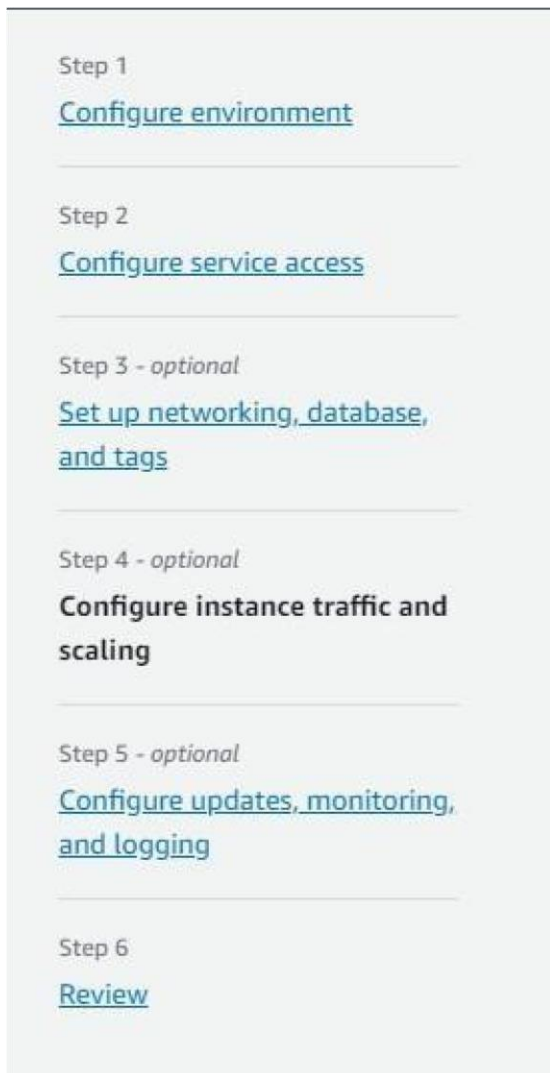 Step 1
Configure environment
Step 2
Configure service access
Step 3 - optional
Set up networking, database,
and tags
Step 4 - optional
Configure instance traffic and
scaling
Step 5 - optional
Configure updates, monitoring,
and logging
Step 6
Review